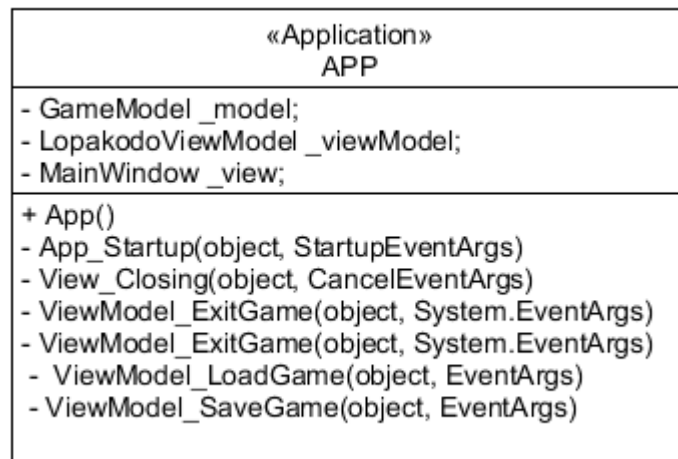 «Application»
APP
- GameModel _model;
- LopakodoViewModel _viewModel;
- MainWindow _view;
+ App()
- App_Startup(object, StartupEventArgs)
- View_Closing(object, CancelEventArgs)
- ViewModel_ExitGame(object, System.EventArgs)
- ViewModel_ExitGame(object, System.EventArgs)
- ViewModel_LoadGame(object, EventArgs)
- ViewModel_SaveGame(object, EventArgs)